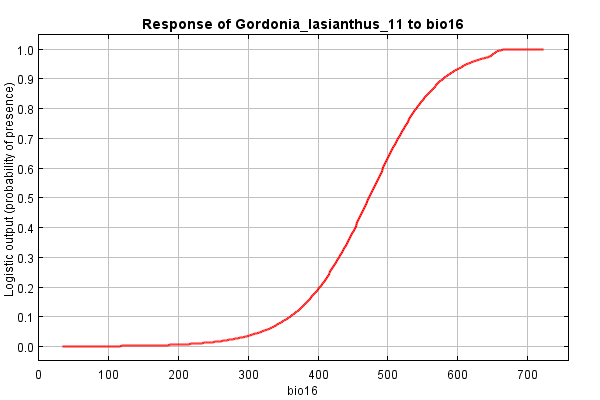 Response of Gordonia_lasianthus_11 to bio16
Logistic output (probability of presence)
1.0
0.9
0.8
0.7
0.6
0.5
0.4
0.3
0.2
0.1
0.0
0 100 200 300 400 500 600 700
bio16